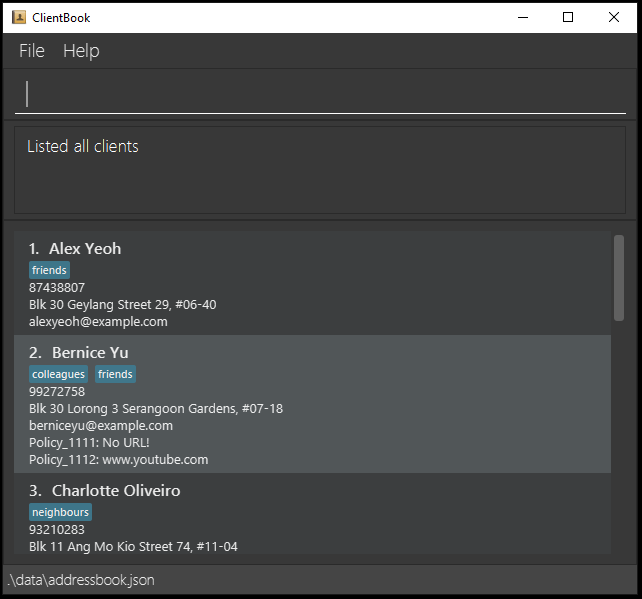 ClientBook
File Help
Listed all clients
1. Alex Yeoh
friends
87438807
Blk 30 Geylang Street 29, #06-40
alexyeoh@example.com
2. Bernice Yu
colleagues friends
99272758
Blk 30 Lorong 3 Serangoon Gardens, #07-18
berniceyu@example.com
Policy_1111: No URL!
Policy_1112: www.youtube.com
3. Charlotte Oliveiro
neighbours
93210283
Blk 11 Ang Mo Kio Street 74, #11-04
.\data\addressbook.json